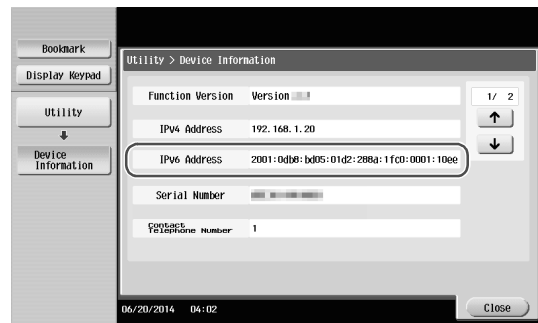 Bookmark
Display Keypad
Utility
Device
Information
Utility > Device Information
Function Version Version
IPv4 Address 192.168.1.20
IPv6 Address 2001:0db8:bd05:01d2:288a:1fc0:0001:10ee
Serial Number
Contact
Telephone Number 1
1/ 2
06/20/2014 04:02
Close